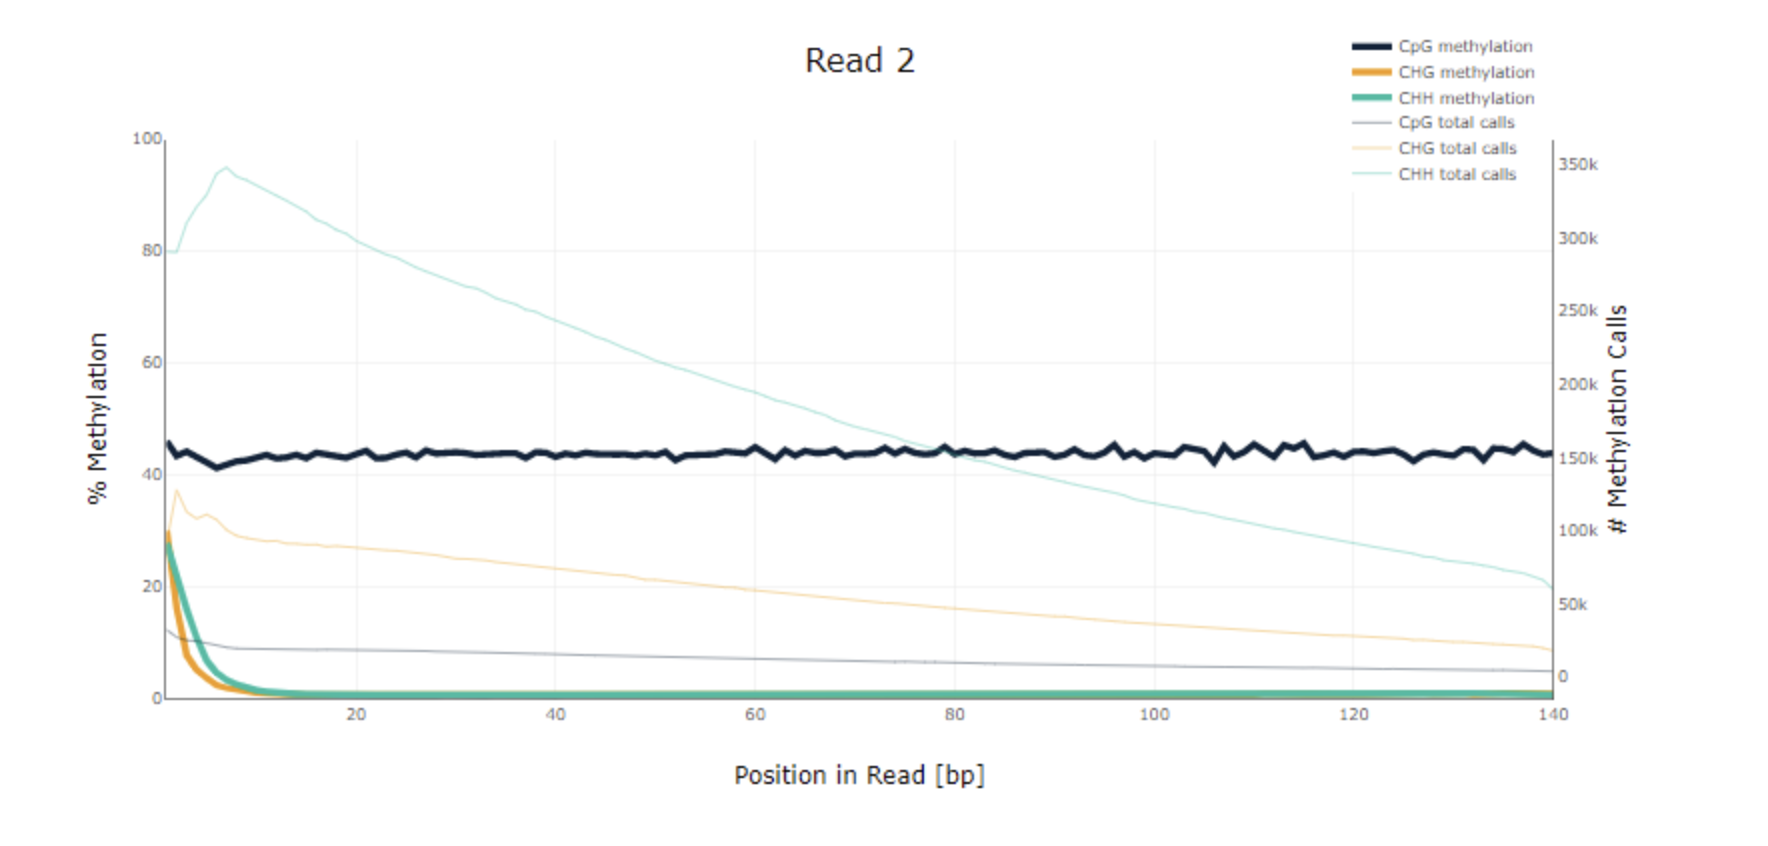 Read 2
CpG methylation
CHG methylation
CHH methylation
CpG total calls
CHG total calls
CHH total calls
100
80
60
40
20
0
% Methylation
350k
300k
250k
200k
150k
100k
50k
0
# Methylation Calls
20 40 60 80 100 120 140
Position in Read [bp]